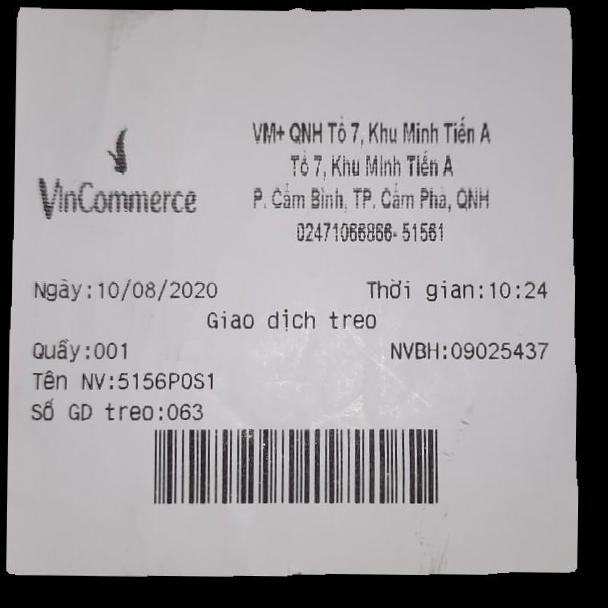 VinCommerce
VM+ QNH Tổ 7, Khu Minh Tiến A
Tổ 7, Khu Minh Tiến A
P. Cẩm Bình, TP. Cẩm Phả, QNH
02471066866-51561
Ngày:10/08/2020 Thời gian:10:24
Giao dịch treo
Quầy:001 NVBH:09025437
Tên NV:5156POS1
Số GD treo:063